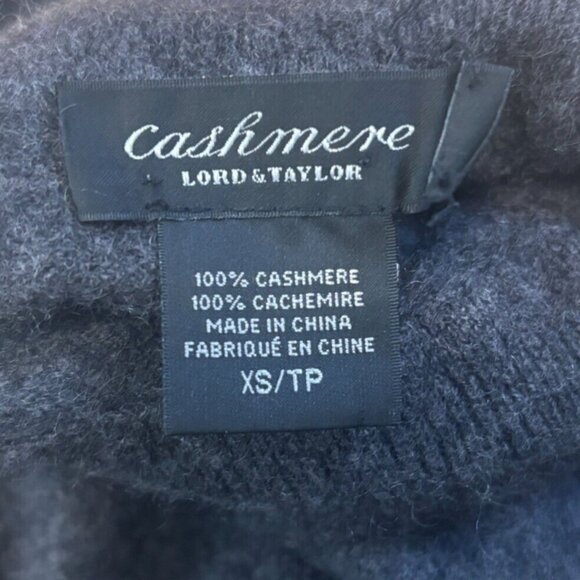 cashmere
LORD & TAYLOR
100% CASHMERE
100% CACHEMIRE
MADE IN CHINA
FABRIQUÉ EN CHINE
XS/TP